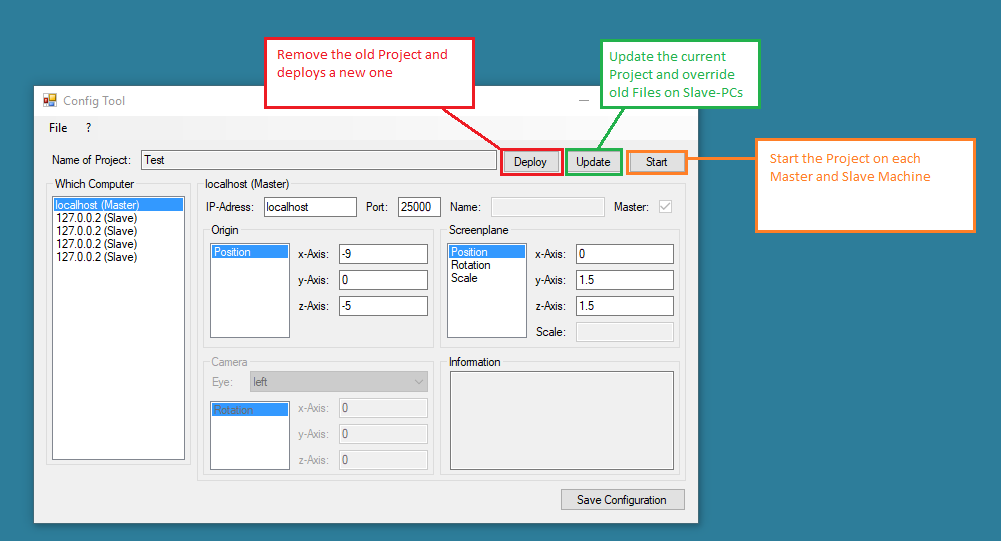 Remove the old Project and
deploys a new one
Update the current
Project and override
old Files on Slave-PCs
Config Tool
File ?
Name of Project: Test Deploy Update Start
Start the Project on each
Master and Slave Machine
Which Computer
localhost (Master)
127.0.0.2 (Slave)
127.0.0.2 (Slave)
127.0.0.2 (Slave)
127.0.0.2 (Slave)
localhost (Master)
IP-Adress: localhost Port: 25000 Name: Master:
Origin
Position
x-Axis: -9
y-Axis: 0
z-Axis: -5
Screenplane
Position
Rotation
Scale
x-Axis: 0
y-Axis: 1.5
z-Axis: 1.5
Scale:
Camera
Eye: left
Rotation
x-Axis: 0
y-Axis: 0
z-Axis: 0
Information
Save Configuration